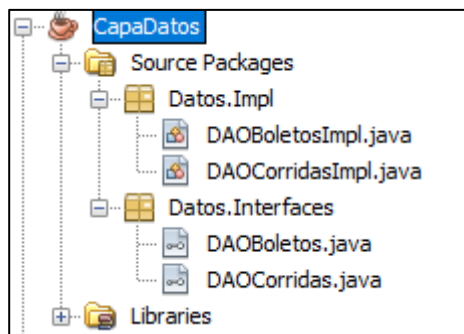 CapaDatos
Source Packages
Datos.Impl
DAOBoletosImpl.java
DAOCorridasImpl.java
Datos.Interfaces
DAOBoletos.java
DAOCorridas.java
Libraries